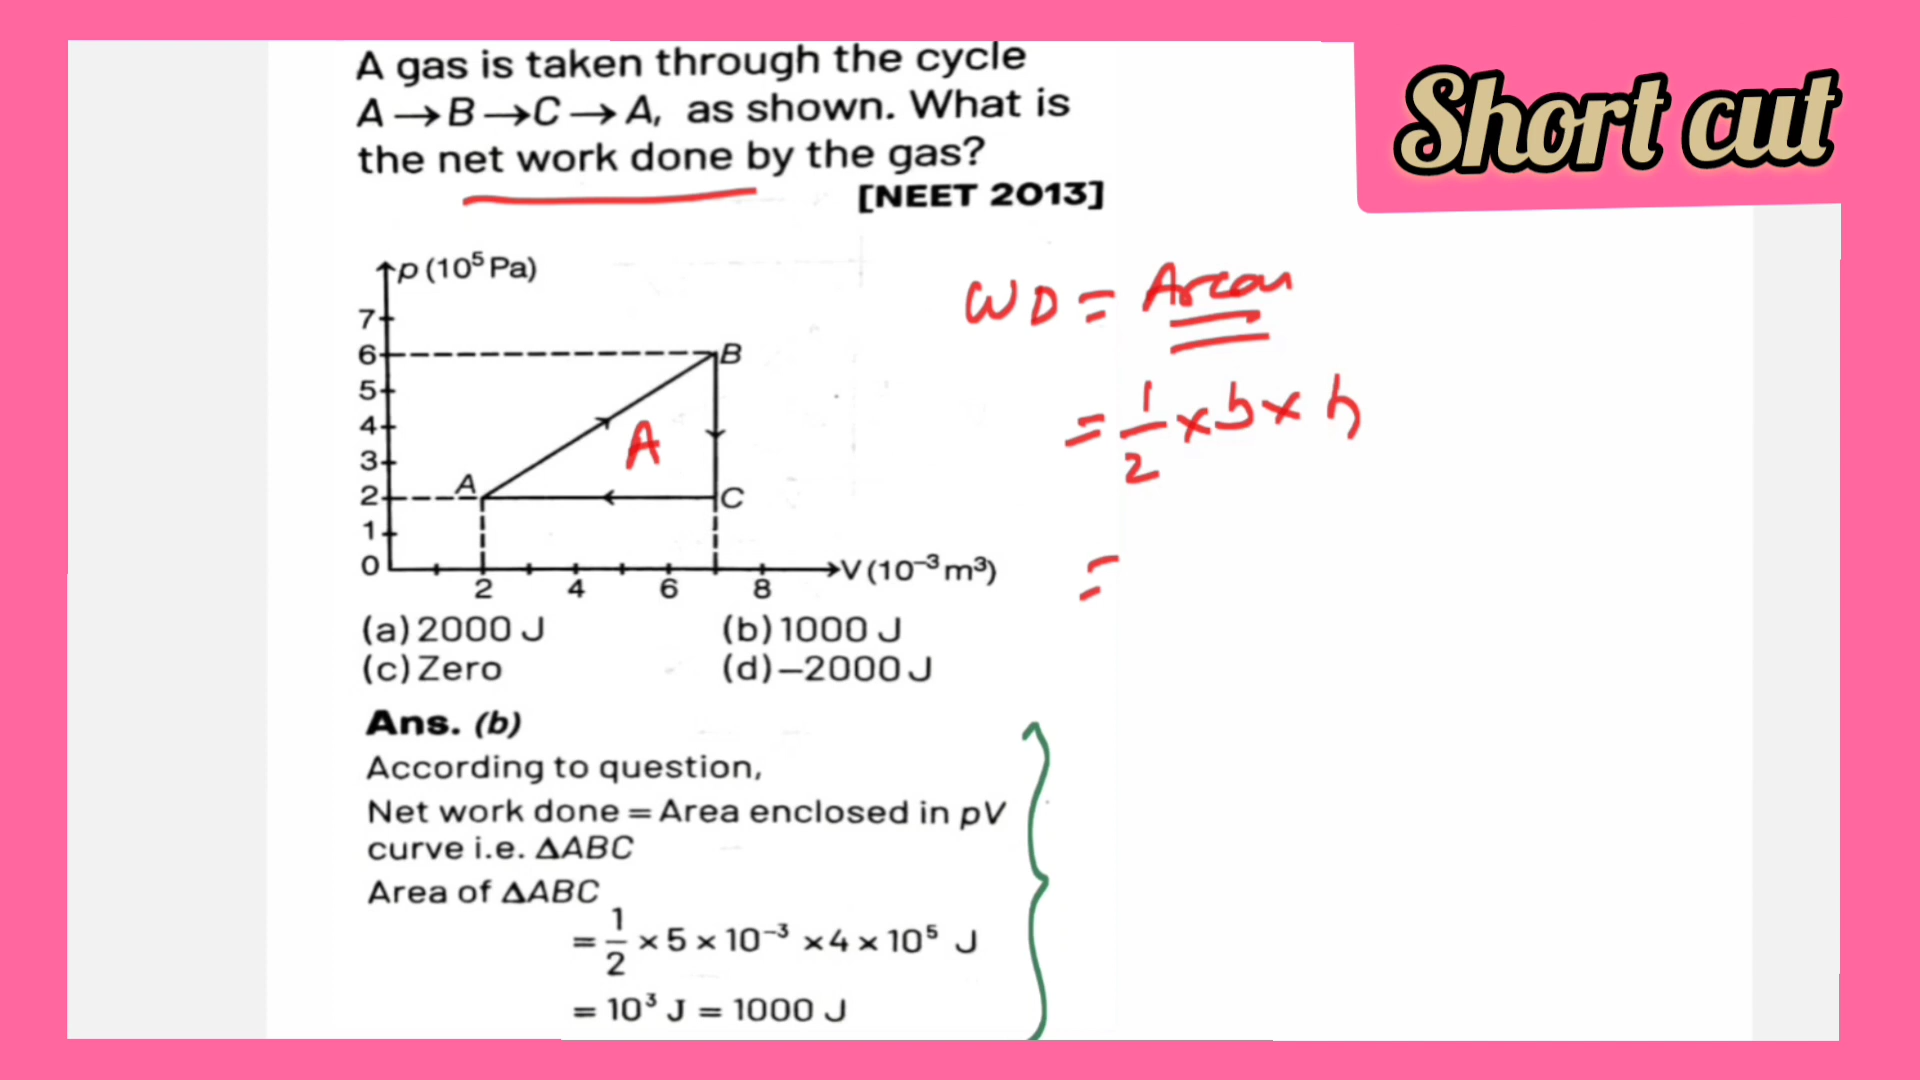 A gas is taken through the cycle
A→B→C→A, as shown. What is
the net work done by the gas?
[NEET 2013]
Short cut
p (10⁵ Pa)
7
6
5
4
3
2
1
0
A
B
C
A
2 4 6 8
V (10⁻³ m³)
WD = Area
= 1/2 × b × h
=
(a) 2000 J (b) 1000 J
(c) Zero (d) –2000 J
Ans. (b)
According to question,
Net work done = Area enclosed in pV
curve i.e. ΔABC
Area of ΔABC
= 1/2 × 5 × 10⁻³ × 4 × 10⁵ J
= 10³ J = 1000 J